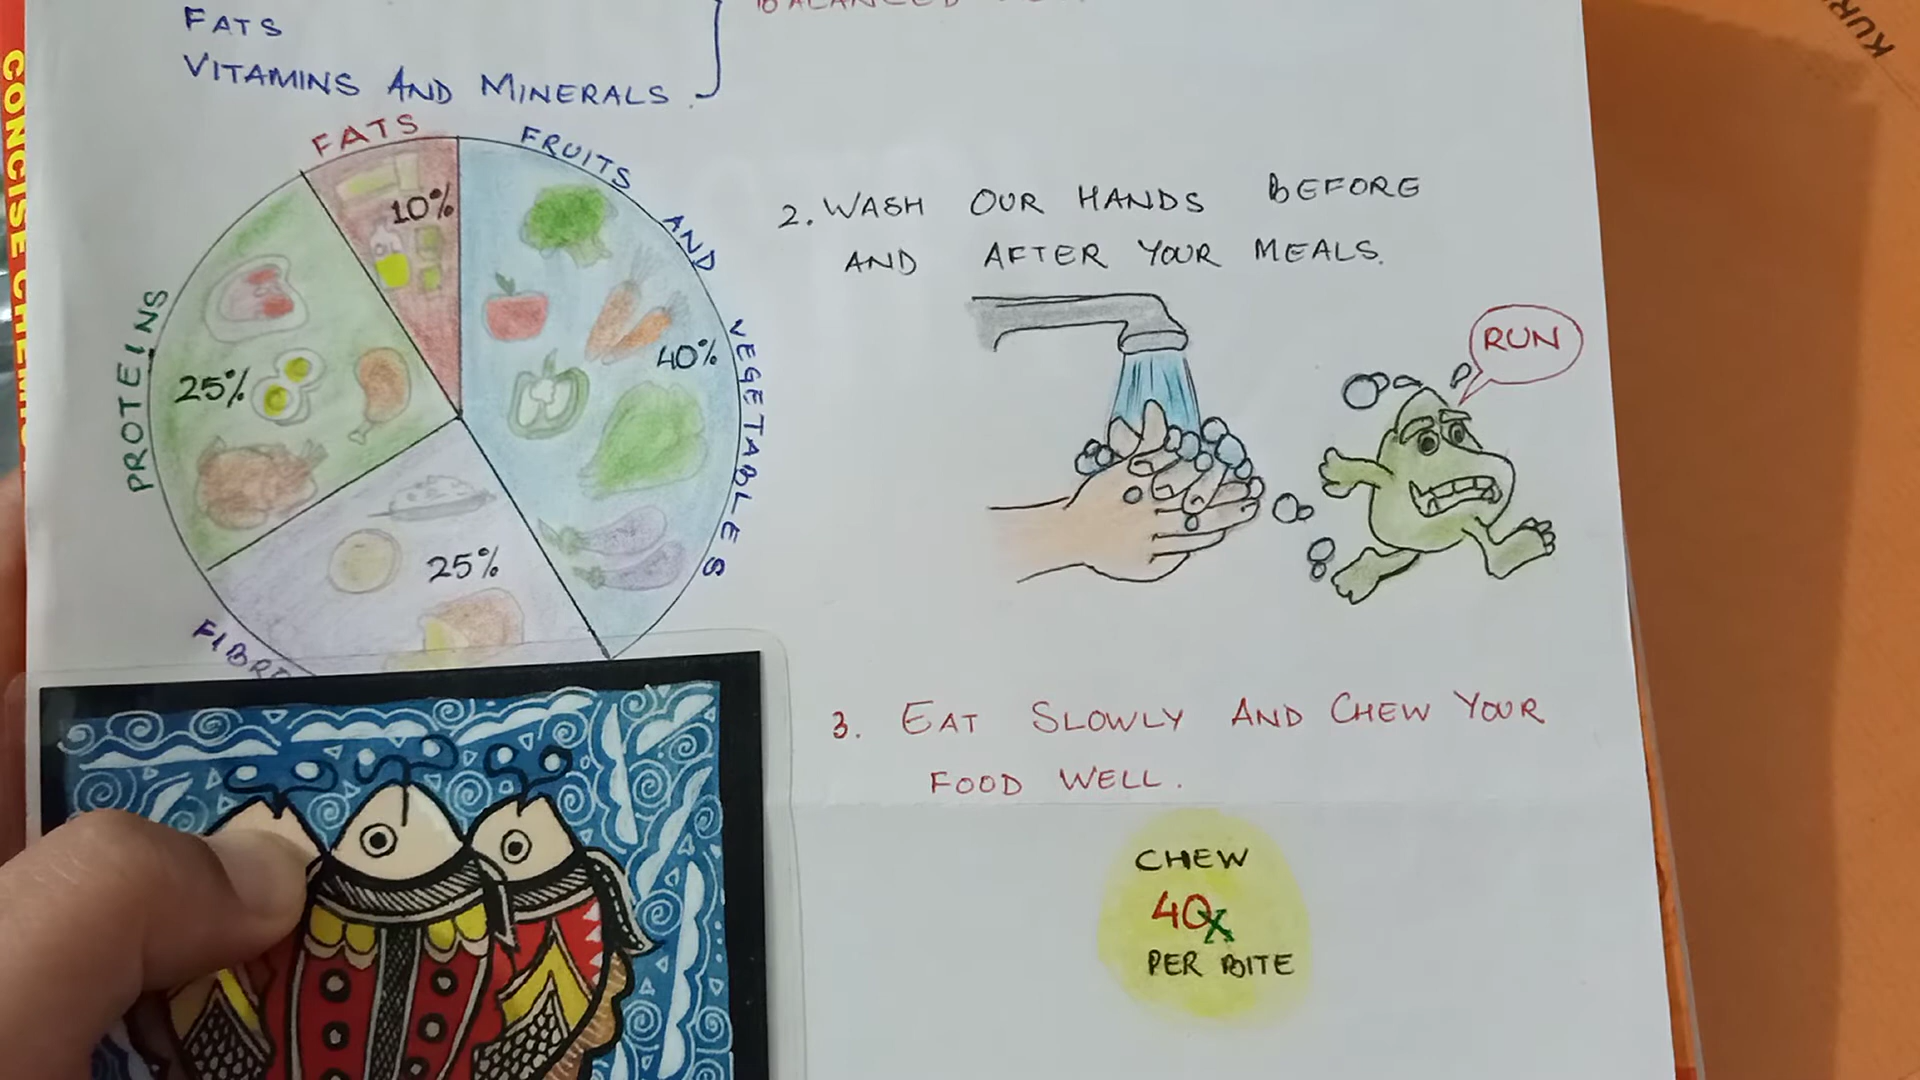 FATS
VITAMINS AND MINERALS.
FATS
10%
FRUITS AND VEGETABLES
40%
PROTEINS
25%
25%
2. WASH OUR HANDS BEFORE
AND AFTER YOUR MEALS.
RUN
3. EAT SLOWLY AND CHEW YOUR
FOOD WELL.
CHEW
40x
PER BITE
CONCISE